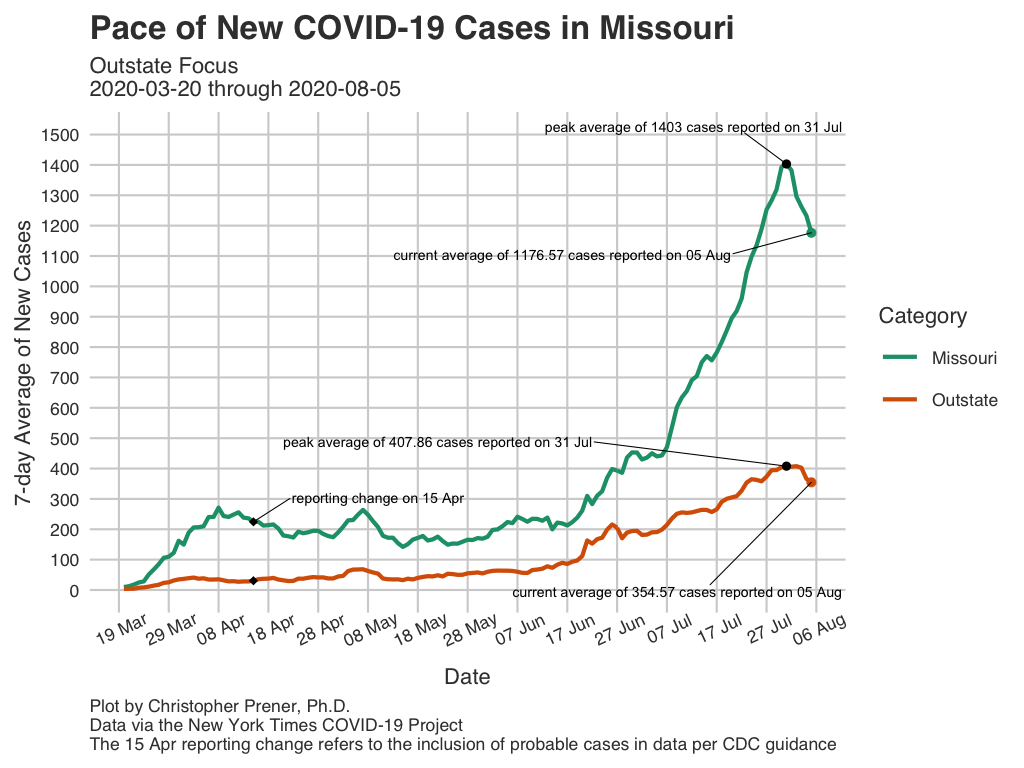 Pace of New COVID-19 Cases in Missouri
Outstate Focus
2020-03-20 through 2020-08-05
7-day Average of New Cases
1500
1400
1300
1200
1100
1000
900
800
700
600
500
400
300
200
100
0
peak average of 1403 cases reported on 31 Jul
current average of 1176.57 cases reported on 05 Aug
peak average of 407.86 cases reported on 31 Jul
reporting change on 15 Apr
current average of 354.57 cases reported on 05 Aug
19 Mar
29 Mar
08 Apr
18 Apr
28 Apr
08 May
18 May
28 May
07 Jun
17 Jun
27 Jun
07 Jul
17 Jul
27 Jul
06 Aug
Date
Category
Missouri
Outstate
Plot by Christopher Prener, Ph.D.
Data via the New York Times COVID-19 Project
The 15 Apr reporting change refers to the inclusion of probable cases in data per CDC guidance